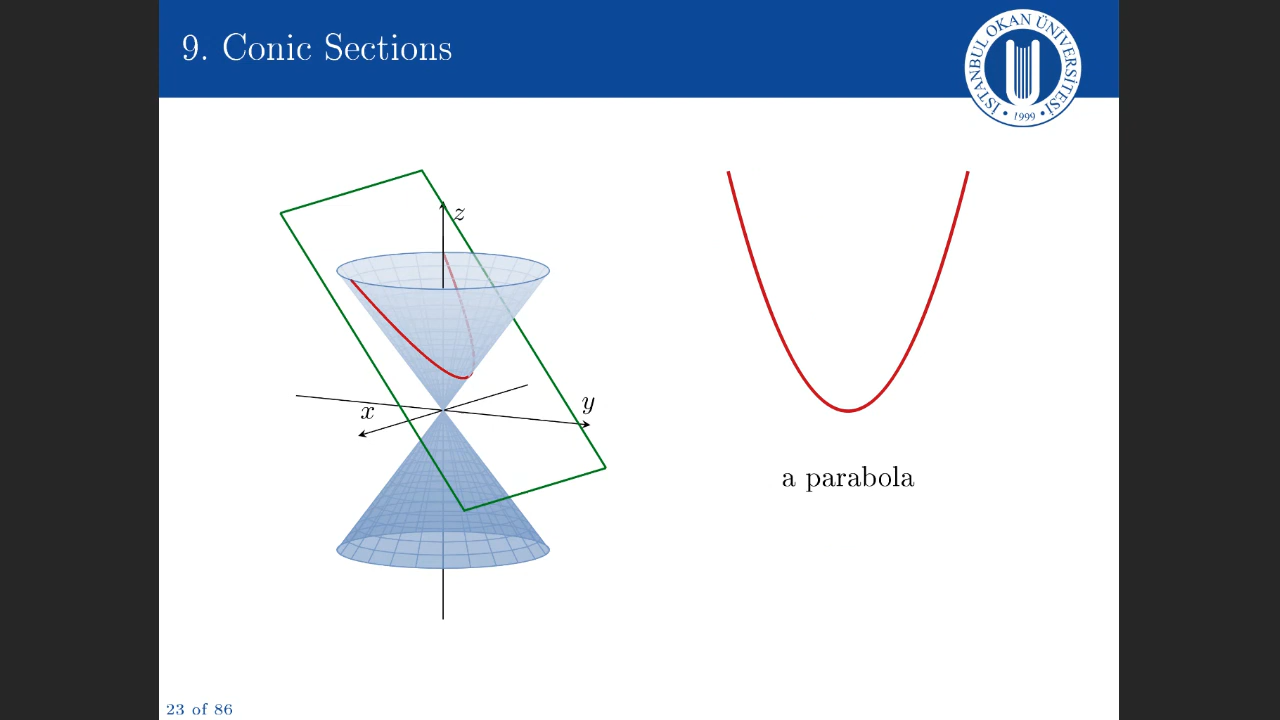 9. Conic Sections
İSTANBUL OKAN ÜNİVERSİTESİ
• 1999 •
z
x
y
a parabola
23 of 86